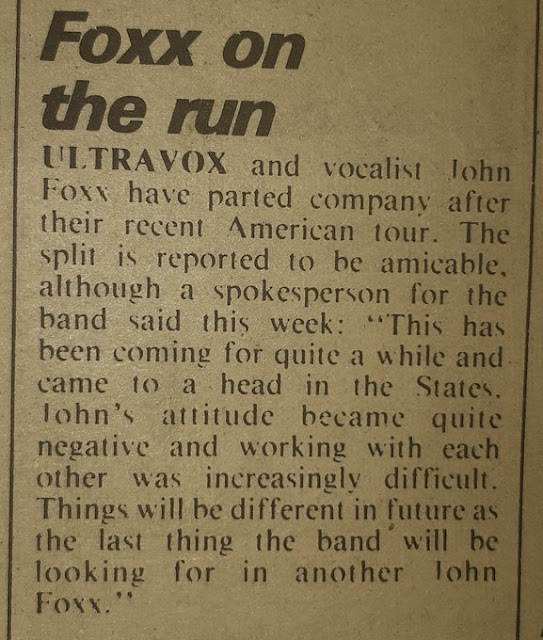 Foxx on
the run
ULTRAVOX and vocalist John
Foxx have parted company after
their recent American tour. The
split is reported to be amicable,
although a spokesperson for the
band said this week: “This has
been coming for quite a while and
came to a head in the States.
John’s attitude became quite
negative and working with each
other was increasingly difficult.
Things will be different in future as
the last thing the band will be
looking for in another John
Foxx.”